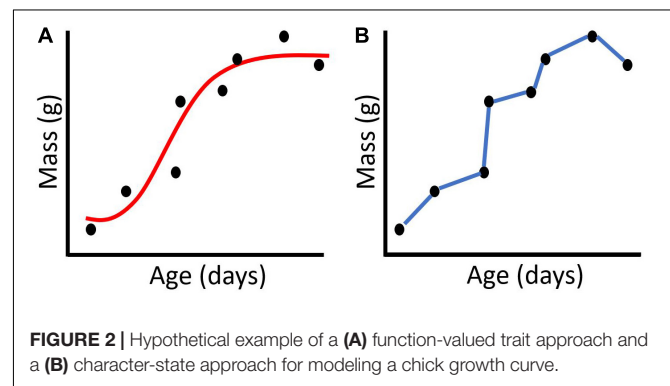 A
B
Mass (g)
Mass (g)
Age (days)
Age (days)
FIGURE 2 | Hypothetical example of a (A) function-valued trait approach and
a (B) character-state approach for modeling a chick growth curve.